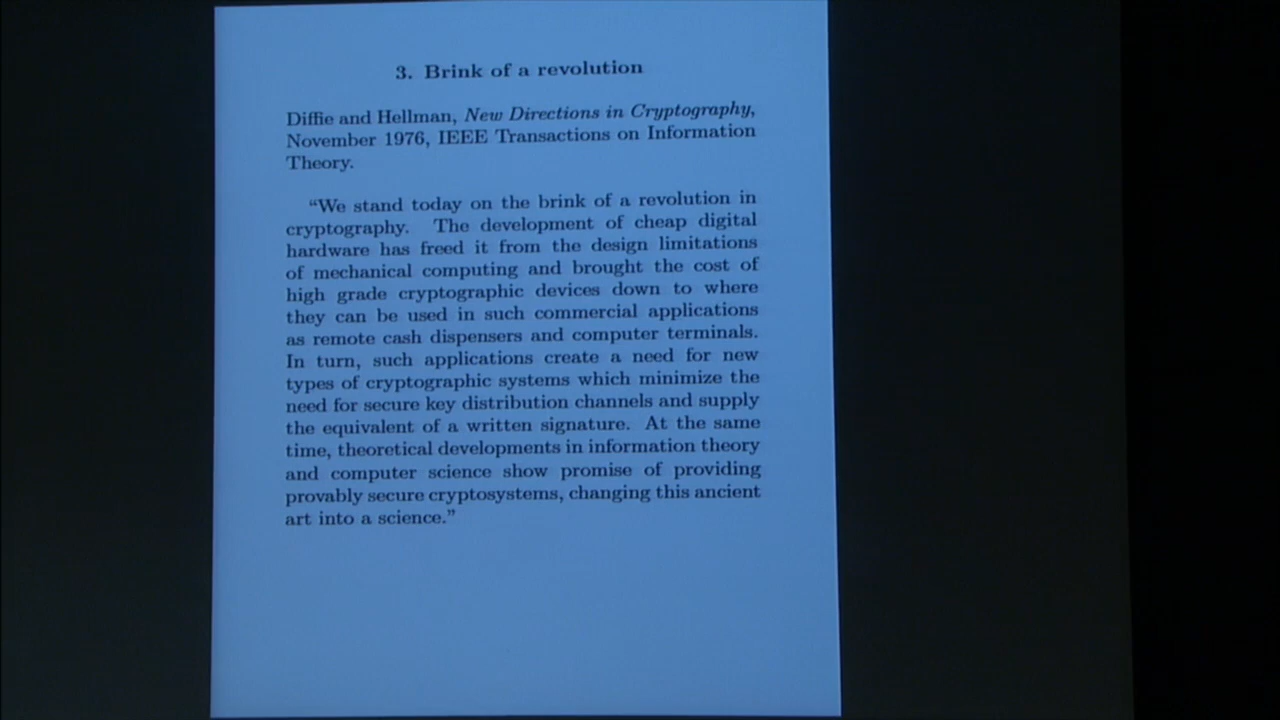 3. Brink of a revolution
Diffie and Hellman, New Directions in Cryptography,
November 1976, IEEE Transactions on Information
Theory.
“We stand today on the brink of a revolution in
cryptography. The development of cheap digital
hardware has freed it from the design limitations
of mechanical computing and brought the cost of
high grade cryptographic devices down to where
they can be used in such commercial applications
as remote cash dispensers and computer terminals.
In turn, such applications create a need for new
types of cryptographic systems which minimize the
need for secure key distribution channels and supply
the equivalent of a written signature. At the same
time, theoretical developments in information theory
and computer science show promise of providing
provably secure cryptosystems, changing this ancient
art into a science.”